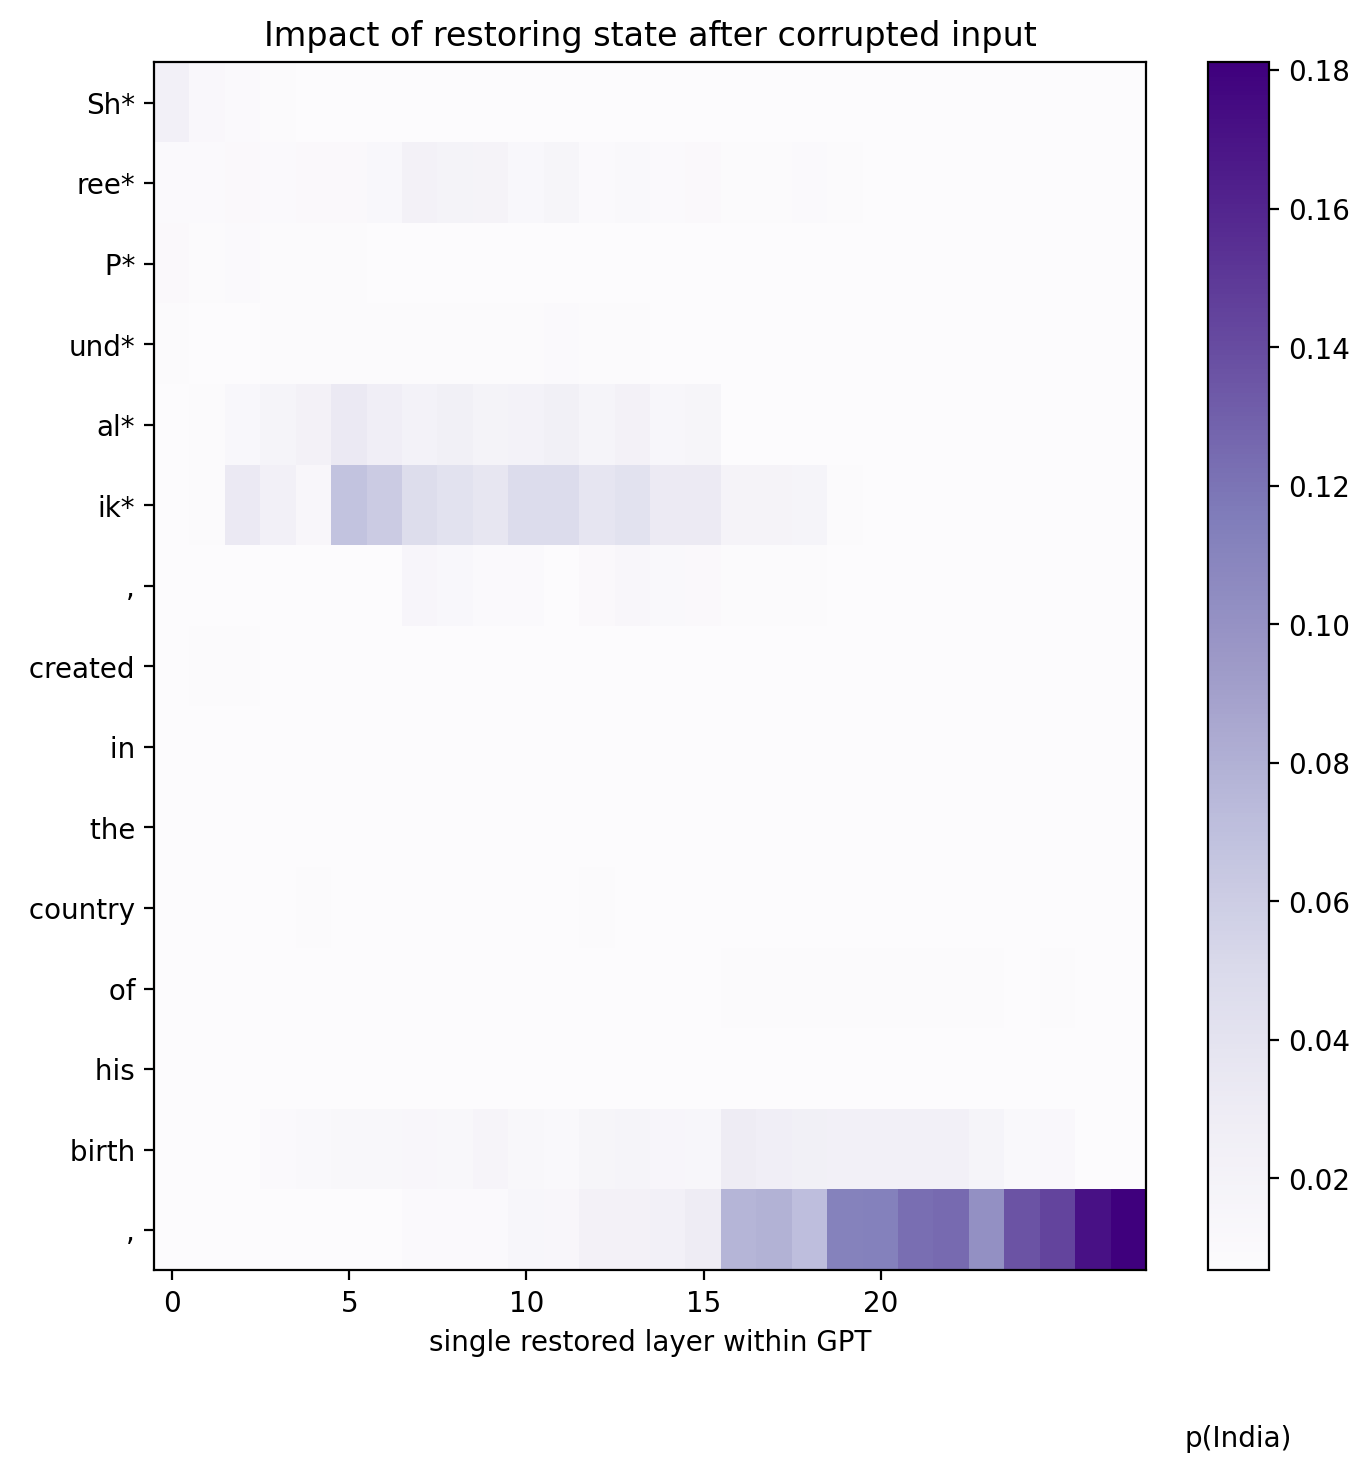 Impact of restoring state after corrupted input
Sh*
ree*
P*
und*
al*
ik*
,
created
in
the
country
of
his
birth
,
0 5 10 15 20
single restored layer within GPT
0.18
0.16
0.14
0.12
0.10
0.08
0.06
0.04
0.02
p(India)